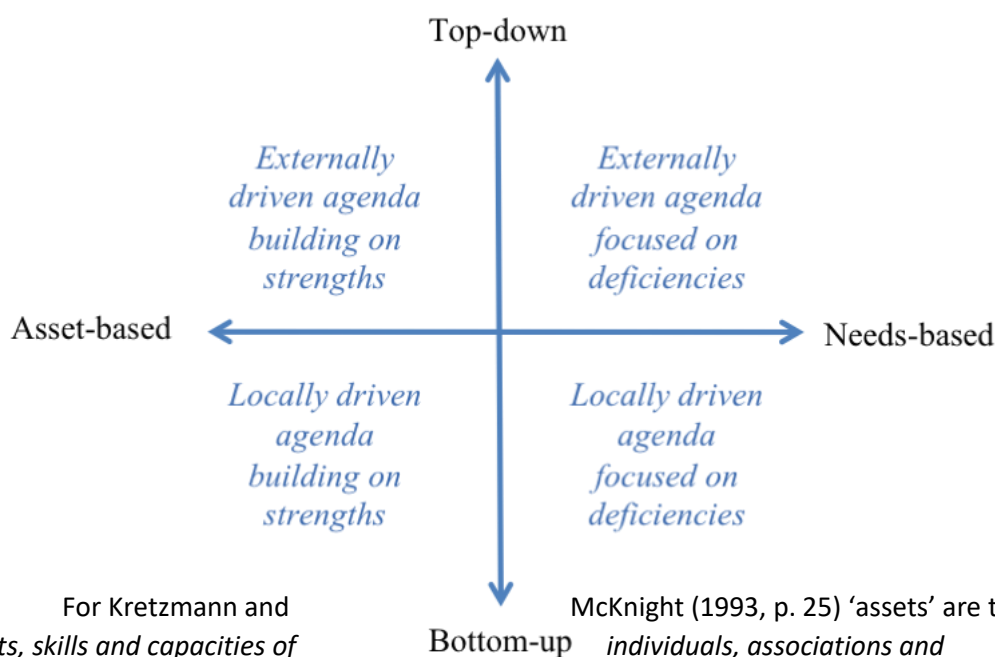 Top-down
Externally
driven agenda
building on
strengths
Externally
driven agenda
focused on
deficiencies
Asset-based
Needs-based
Locally driven
agenda
building on
strengths
Locally driven
agenda
focused on
deficiencies
For Kretzmann and McKnight (1993, p. 25) ‘assets’ are
skills and capacities of individuals, associations and
Bottom-up